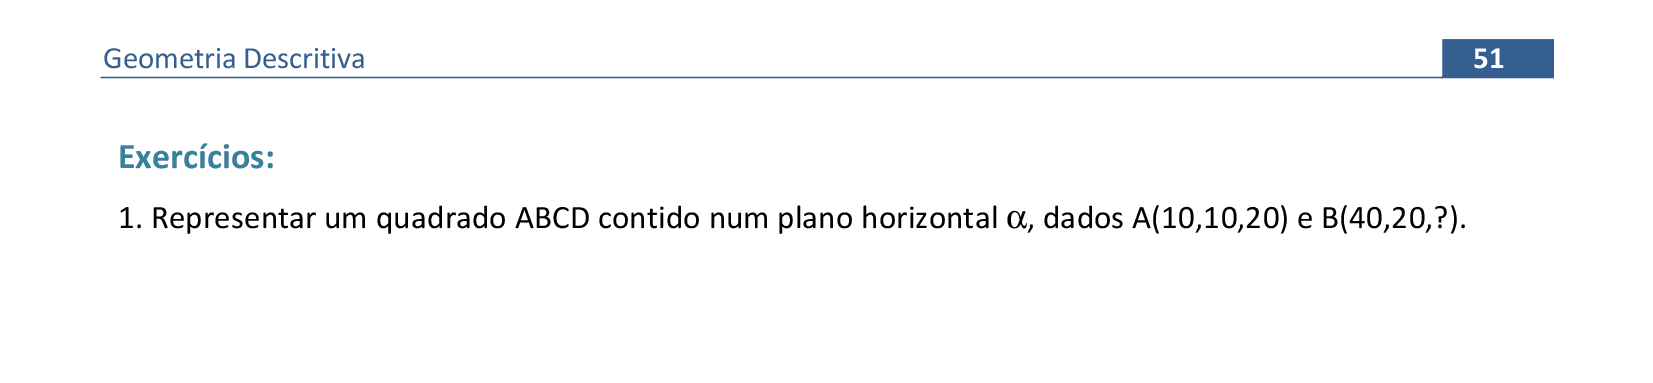 Geometria Descritiva 51
Exercícios:
1. Representar um quadrado ABCD contido num plano horizontal α, dados A(10,10,20) e B(40,20,?).